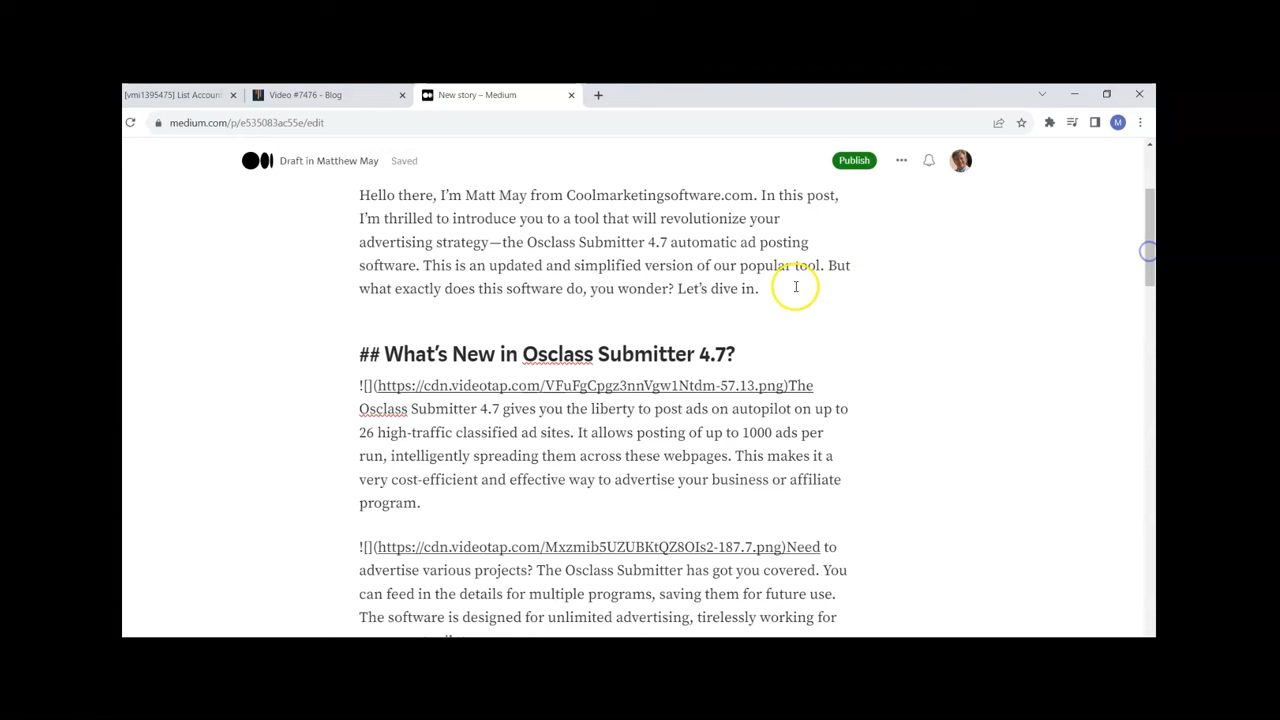 [vmi1395475] List Accoun
Video #7476 - Blog
New story – Medium
medium.com/p/e535083ac55e/edit
M
Draft in Matthew May
Saved
Publish
Hello there, I’m Matt May from Coolmarketingsoftware.com. In this post,
I’m thrilled to introduce you to a tool that will revolutionize your
advertising strategy—the Osclass Submitter 4.7 automatic ad posting
software. This is an updated and simplified version of our popular tool. But
what exactly does this software do, you wonder? Let’s dive in.
## What’s New in Osclass Submitter 4.7?
![](https://cdn.videotap.com/VFuFgCpgz3nnVgw1Ntdm-57.13.png)The
Osclass Submitter 4.7 gives you the liberty to post ads on autopilot on up to
26 high-traffic classified ad sites. It allows posting of up to 1000 ads per
run, intelligently spreading them across these webpages. This makes it a
very cost-efficient and effective way to advertise your business or affiliate
program.
![](https://cdn.videotap.com/Mxzmib5UZUBKtQZ8OIs2-187.7.png)Need to
advertise various projects? The Osclass Submitter has got you covered. You
can feed in the details for multiple programs, saving them for future use.
The software is designed for unlimited advertising, tirelessly working for